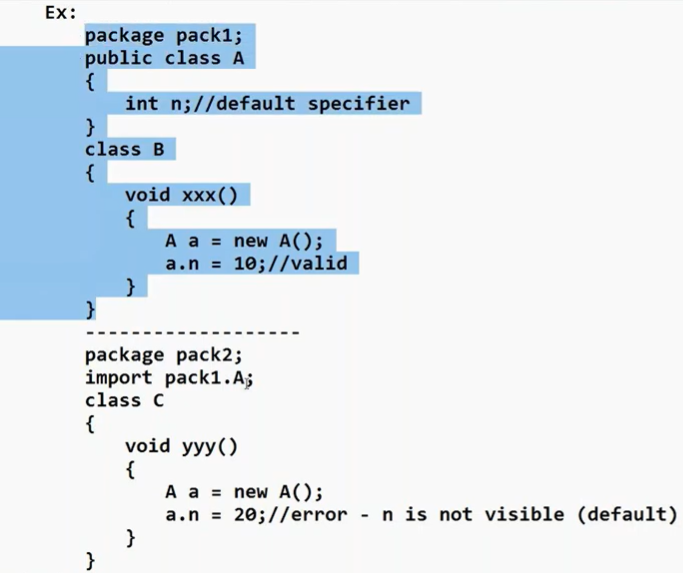 Ex:
package pack1;
public class A
{
int n;//default specifier
}
class B
{
void xxx()
{
A a = new A();
a.n = 10;//valid
}
}
-------------------
package pack2;
import pack1.A;
class C
{
void yyy()
{
A a = new A();
a.n = 20;//error - n is not visible (default)
}
}